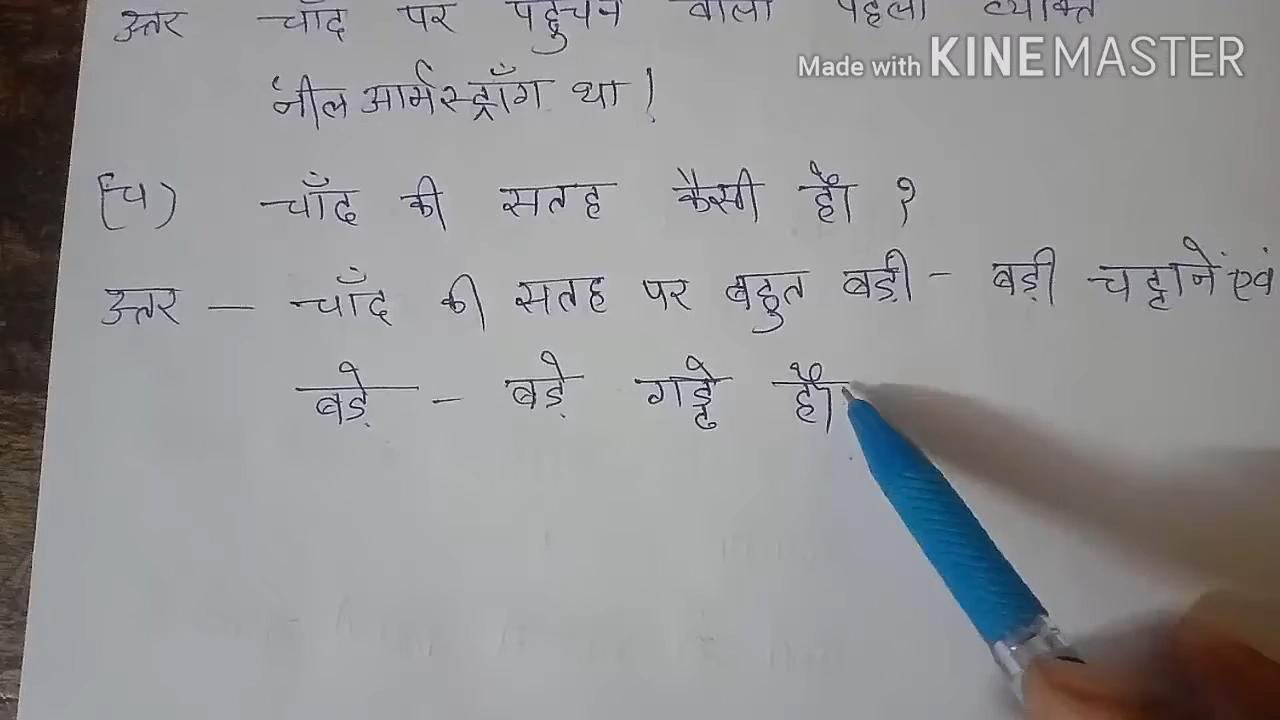 उत्तर चाँद पर पहुचने वाला पहला व्यक्ति
Made with KINEMASTER
नील आर्मस्ट्राँग था।
(घ) चाँद की सतह कैसी है ?
उत्तर – चाँद की सतह पर बहुत बड़ी - बड़ी चट्टानें एवं
बड़े - बड़े गड्ढे हैं